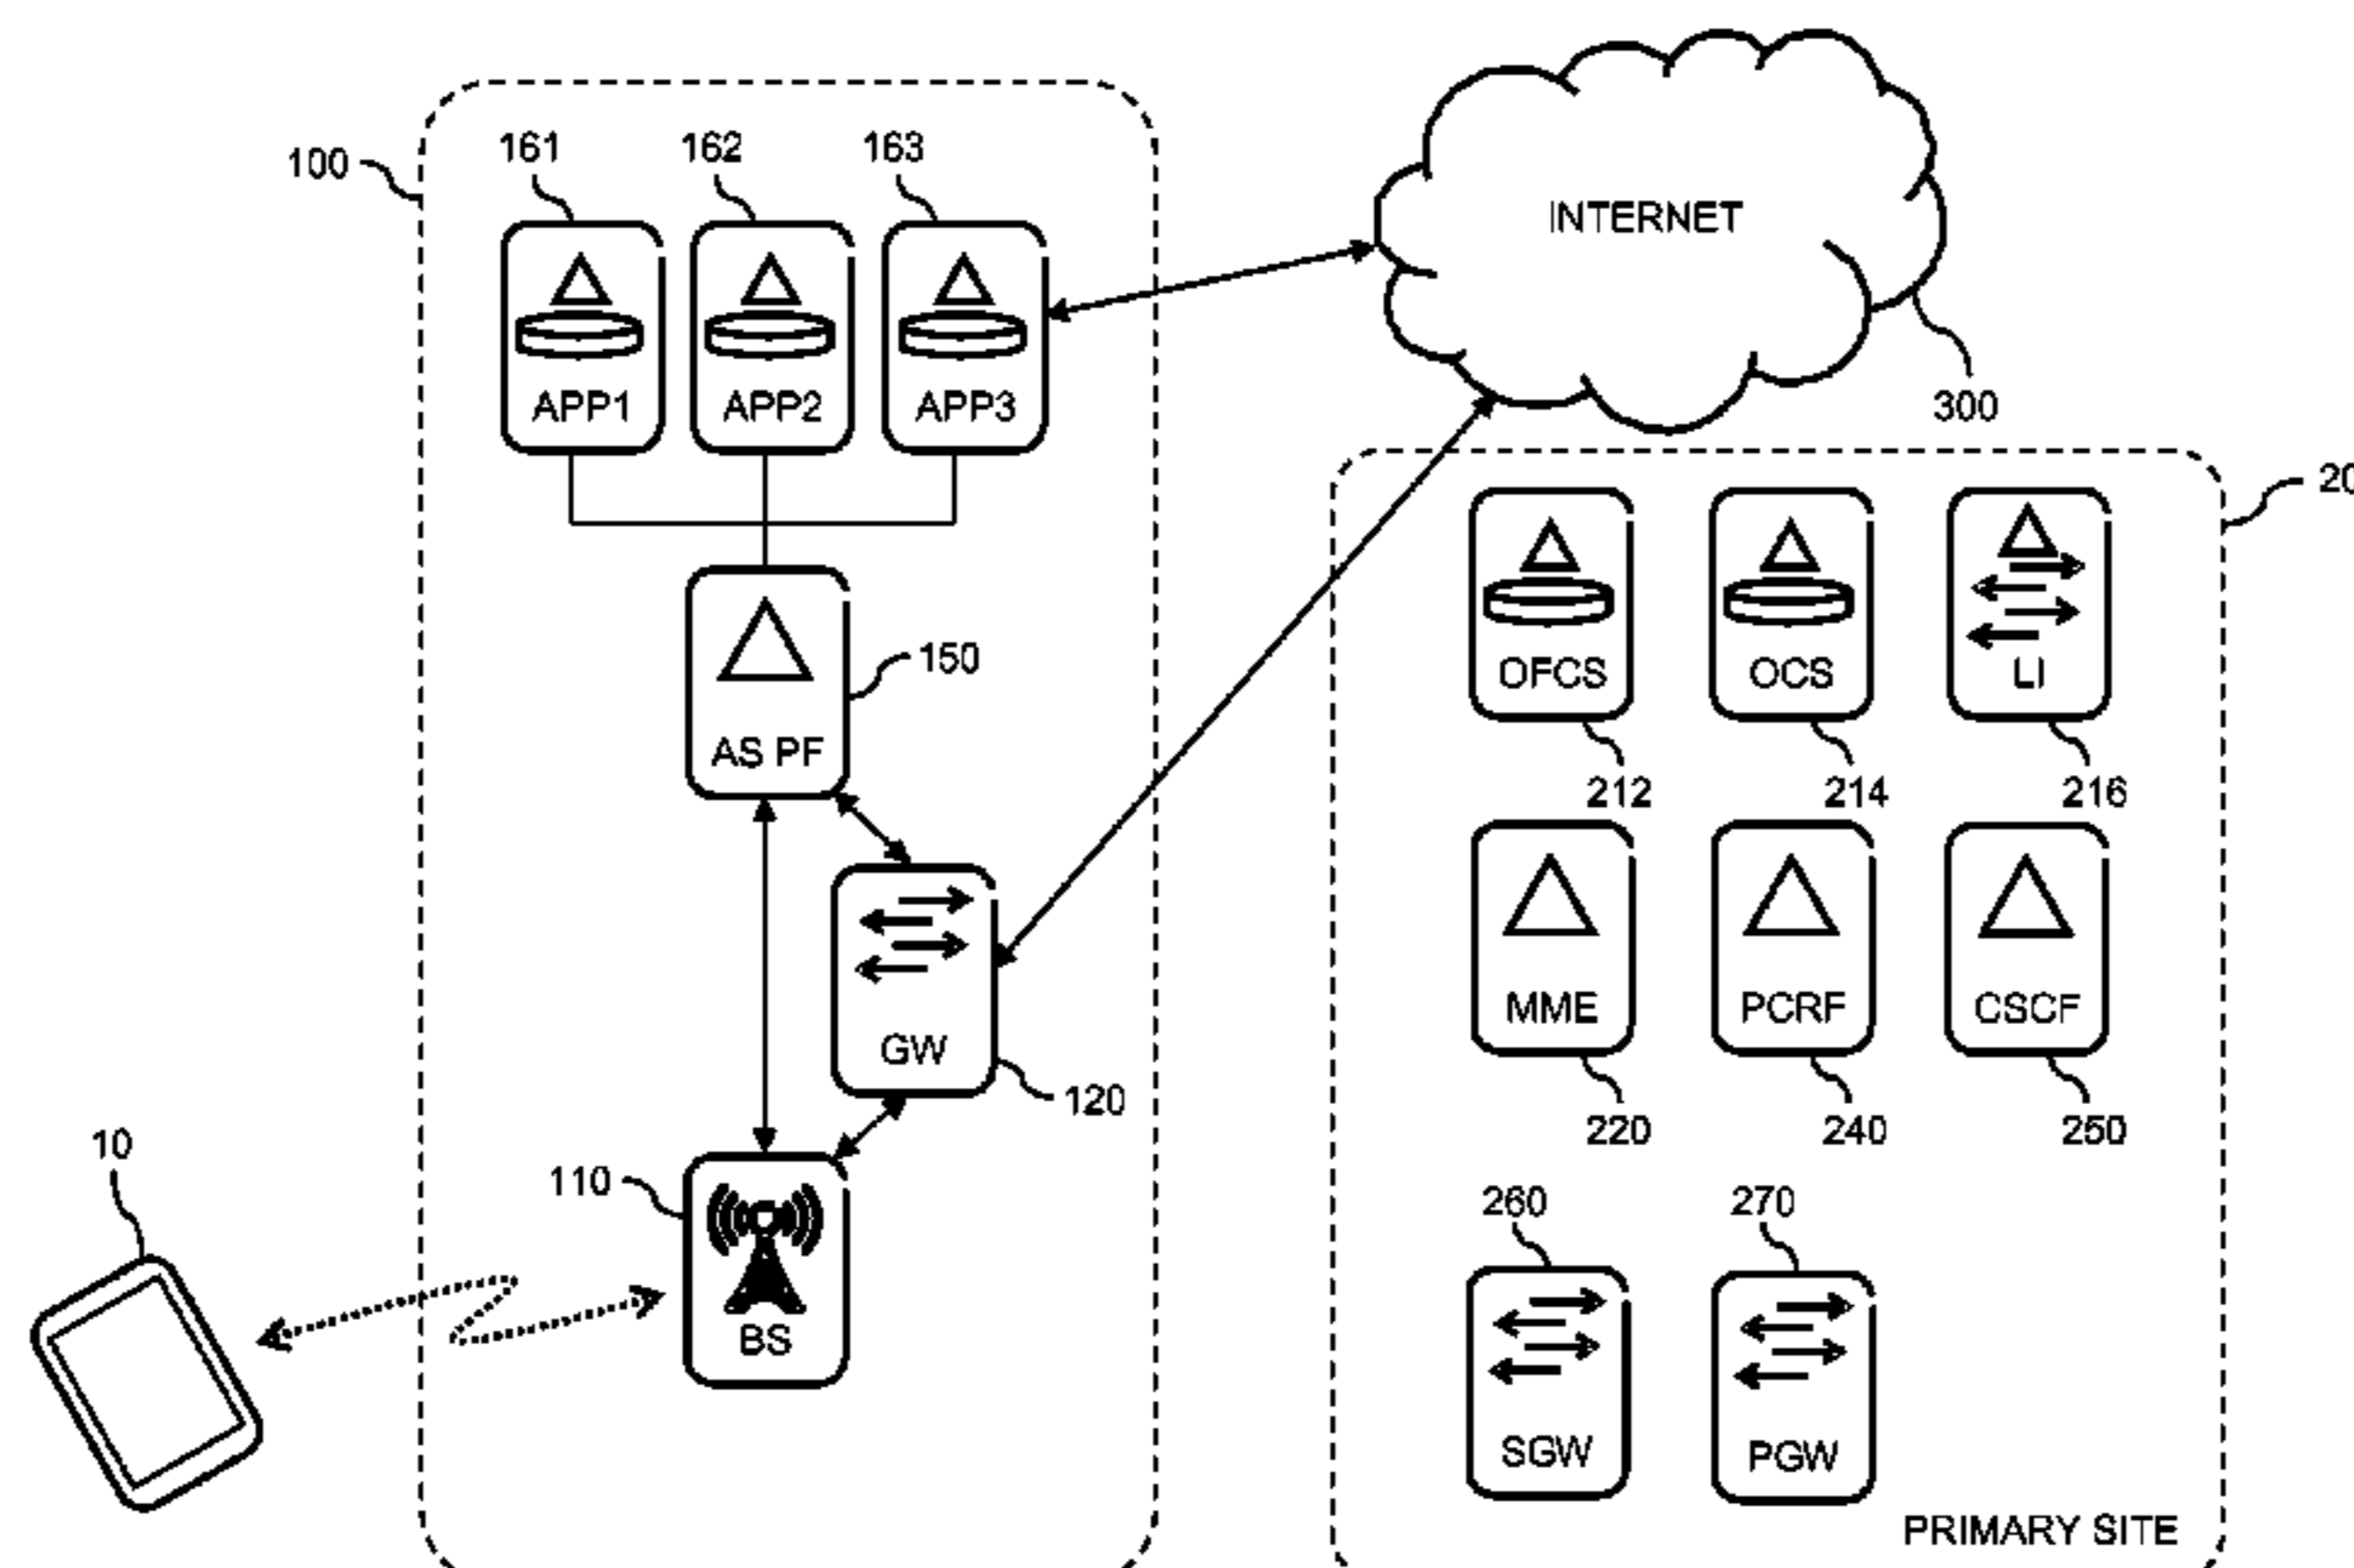 161 162 163
100
INTERNET
APP1 APP2 APP3
300
20
150
OFCS OCS LI
AS PF
212 214 216
MME PCRF CSCF
GW
120
220 240 250
10
110
260 270
BS
SGW PGW
PRIMARY SITE